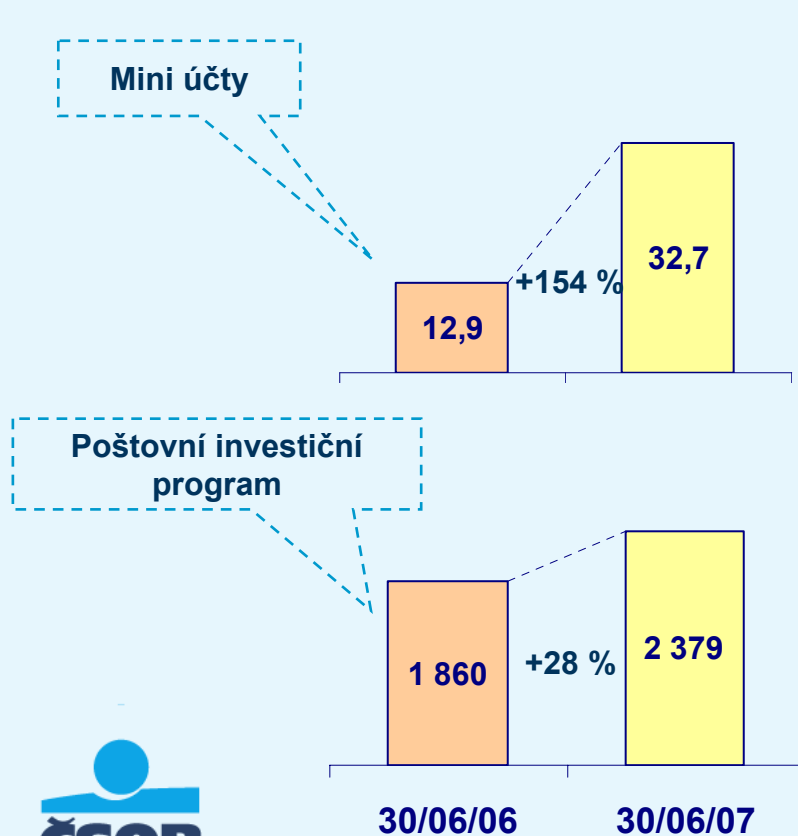 Mini účty
32,7
+154 %
12,9
Poštovní investiční
program
2 379
+28 %
1 860
30/06/06
30/06/07
ČSOB